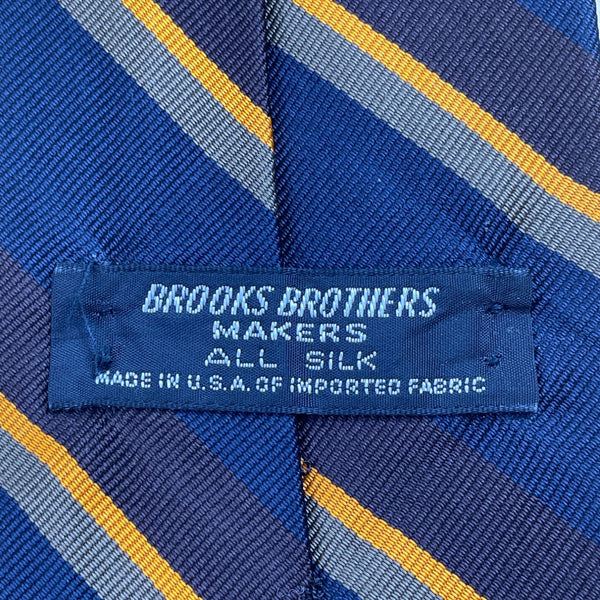 BROOKS BROTHERS
MAKERS
ALL SILK
MADE IN U.S.A. OF IMPORTED FABRIC